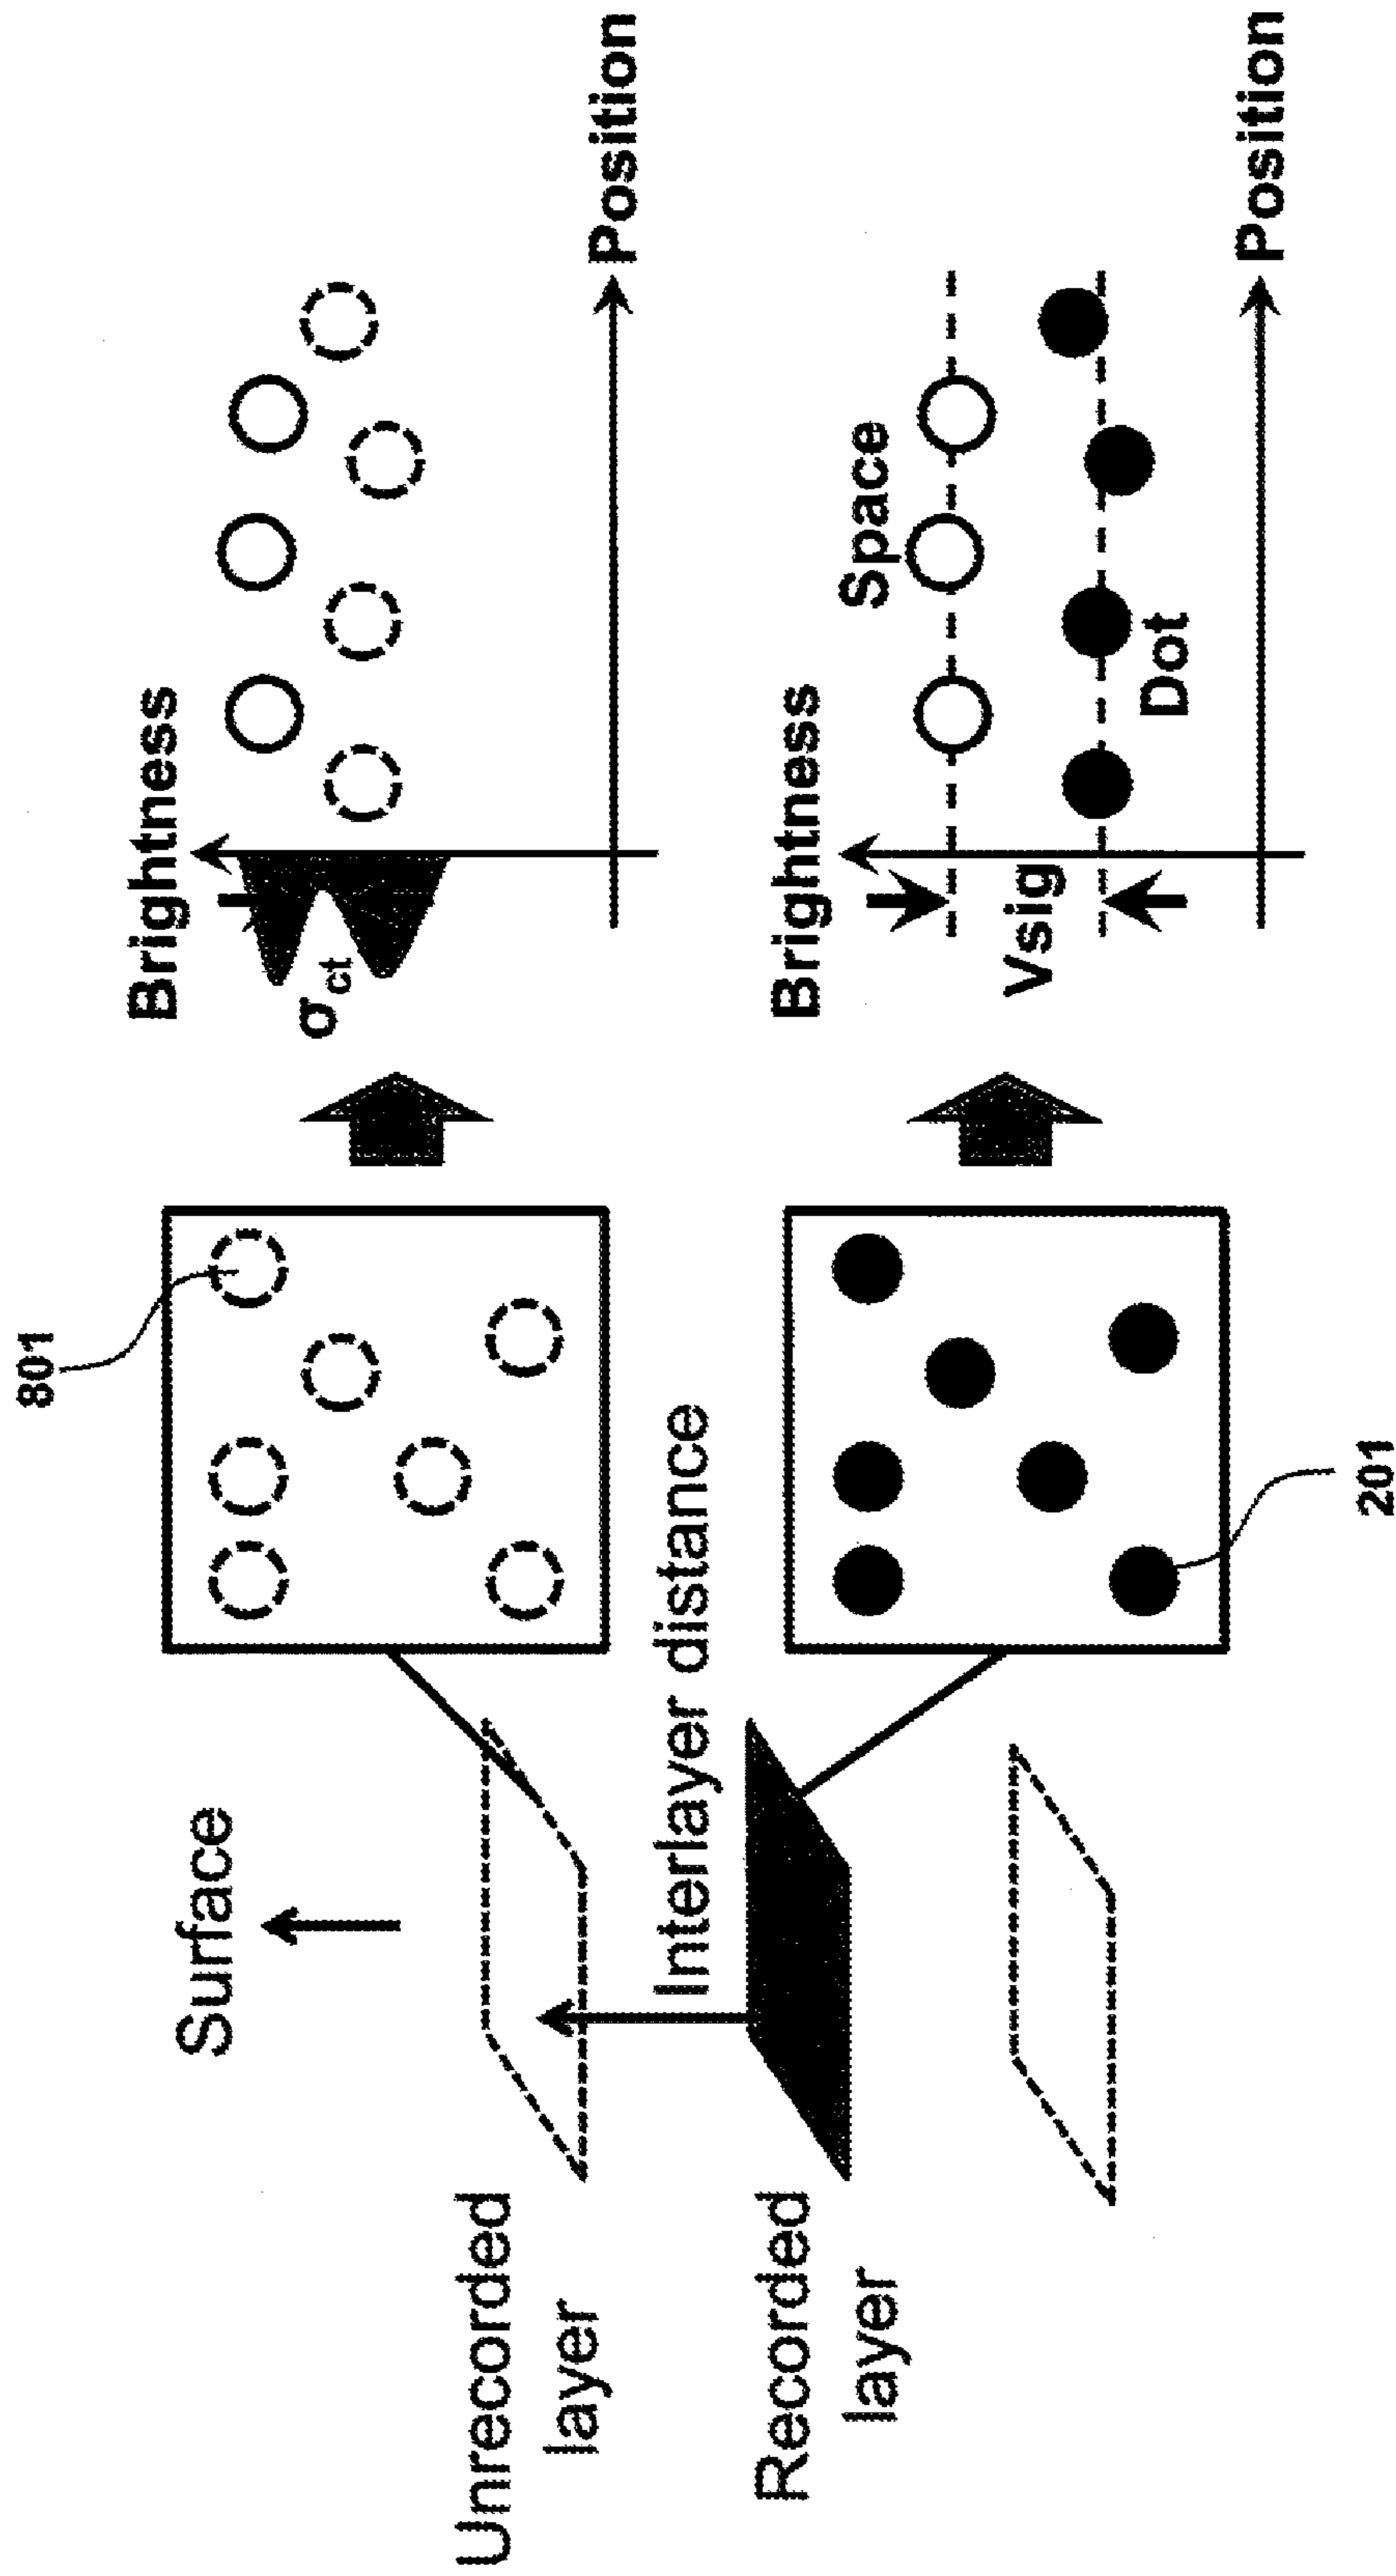 Surface
Unrecorded
layer
Recorded
layer
Interlayer distance
801
201
Brightness
σct
Position
Brightness
Space
Vsig
Dot
Position